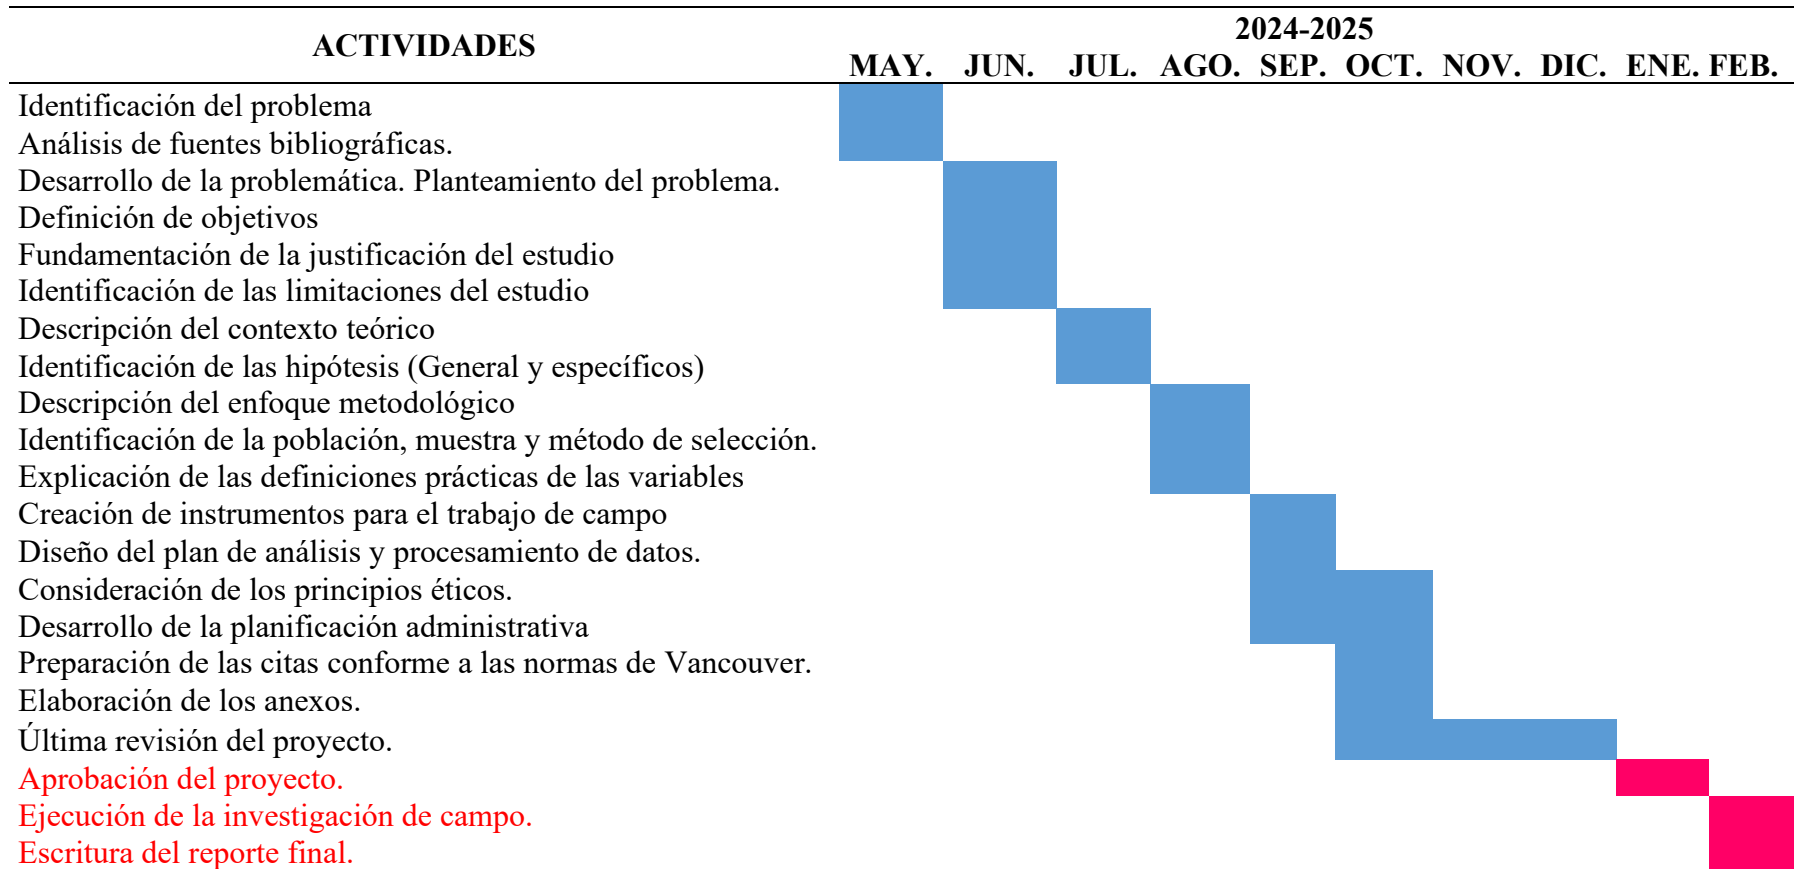 ACTIVIDADES
2024-2025
MAY. JUN. JUL. AGO. SEP. OCT. NOV. DIC. ENE. FEB.
Identificación del problema
Análisis de fuentes bibliográficas.
Desarrollo de la problemática. Planteamiento del problema.
Definición de objetivos
Fundamentación de la justificación del estudio
Identificación de las limitaciones del estudio
Descripción del contexto teórico
Identificación de las hipótesis (General y específicos)
Descripción del enfoque metodológico
Identificación de la población, muestra y método de selección.
Explicación de las definiciones prácticas de las variables
Creación de instrumentos para el trabajo de campo
Diseño del plan de análisis y procesamiento de datos.
Consideración de los principios éticos.
Desarrollo de la planificación administrativa
Preparación de las citas conforme a las normas de Vancouver.
Elaboración de los anexos.
Última revisión del proyecto.
Aprobación del proyecto.
Ejecución de la investigación de campo.
Escritura del reporte final.